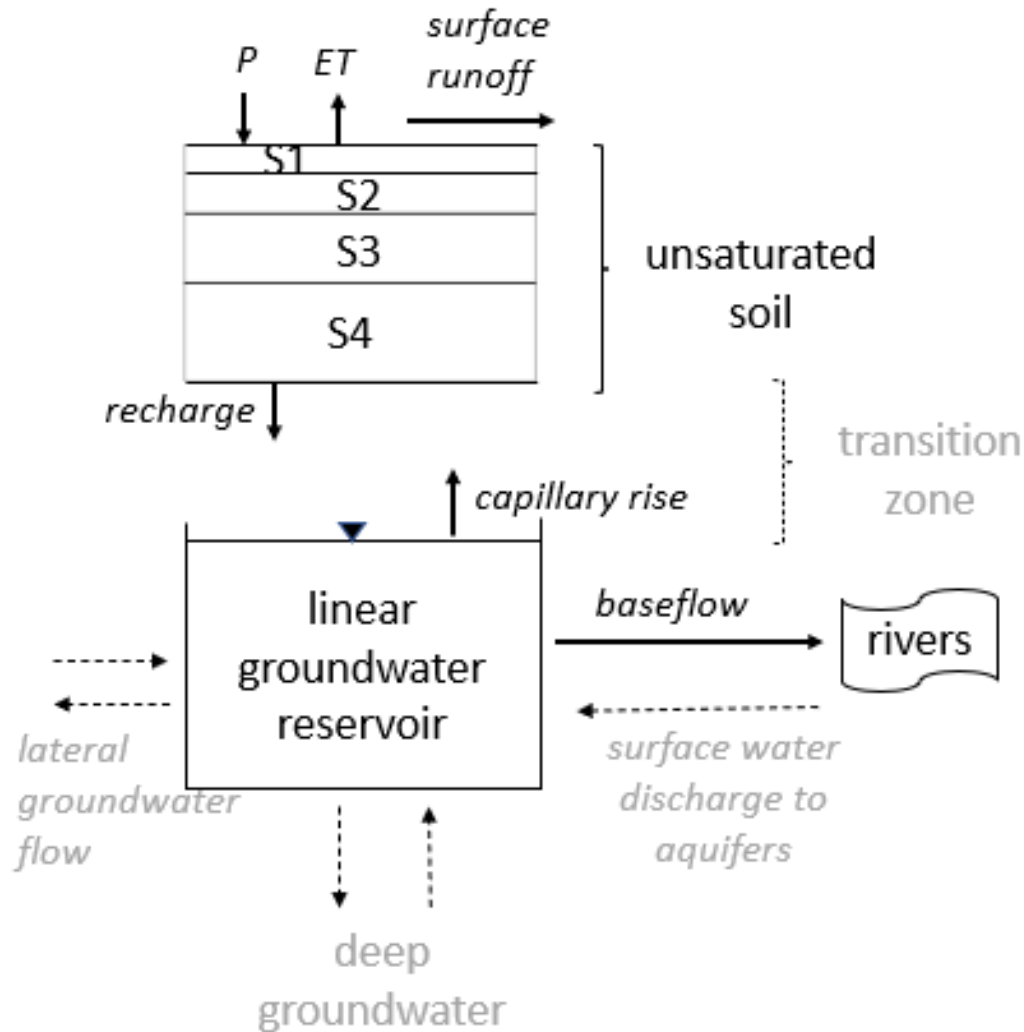 P
ET
surface
runoff
S1
S2
S3
S4
unsaturated
soil
recharge
transition
zone
capillary rise
linear
groundwater
reservoir
baseflow
rivers
lateral
groundwater
flow
surface water
discharge to
aquifers
deep
groundwater